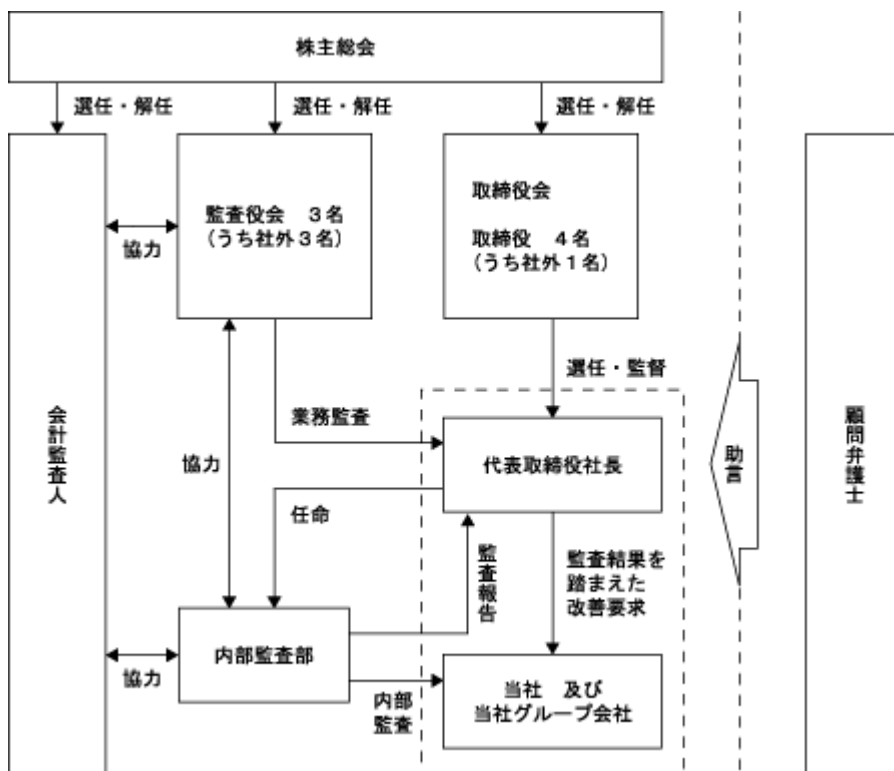 株主総会
選任・解任
選任・解任
選任・解任
監査役会 3名
(うち社外3名)
取締役会
取締役 4名
(うち社外1名)
協力
選任・監督
会計監査人
業務監査
代表取締役社長
助言
顧問弁護士
協力
任命
監査報告
監査結果を
踏まえた
改善要求
内部監査部
協力
内部
監査
当社 及び
当社グループ会社